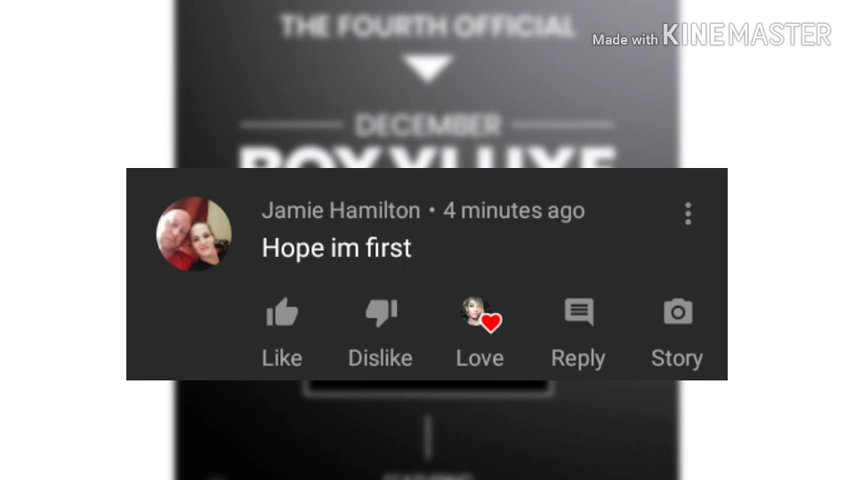 THE FOURTH OFFICIAL
Made with KINEMASTER
DECEMBER
BOXYLUXE
Jamie Hamilton • 4 minutes ago
Hope im first
Like Dislike Love Reply Story